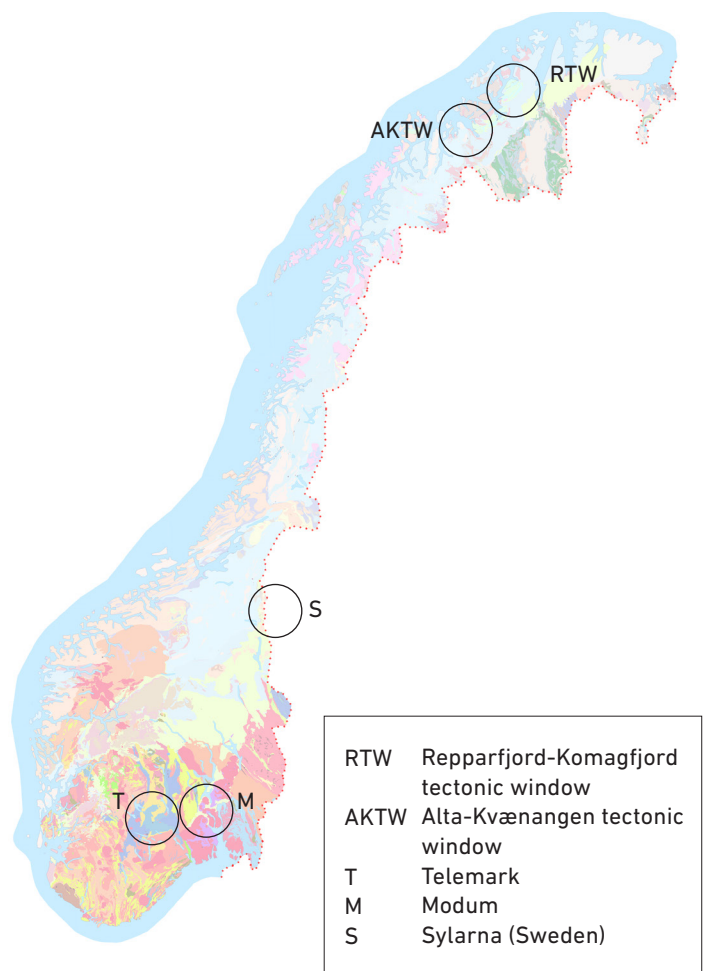 RTW
AKTW
S
T
M
RTW Repparfjord-Komagfjord
tectonic window
AKTW Alta-Kvænangen tectonic
window
T Telemark
M Modum
S Sylarna (Sweden)